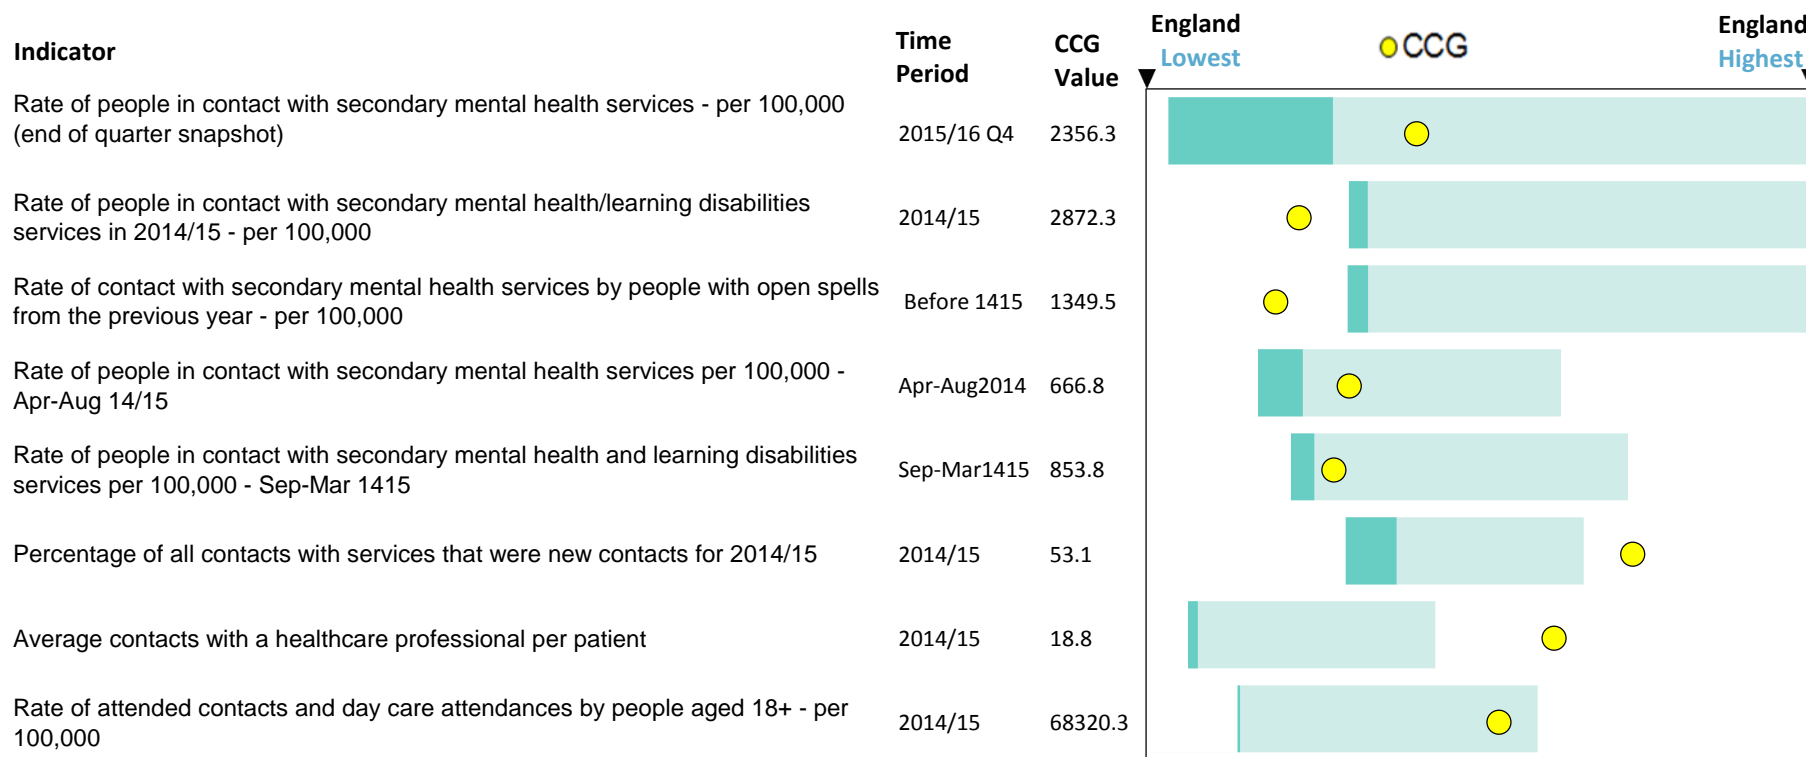 Indicator
Time Period
CCG Value
England Lowest
CCG
England Highest
Rate of people in contact with secondary mental health services - per 100,000
(end of quarter snapshot)
2015/16 Q4 2356.3
Rate of people in contact with secondary mental health/learning disabilities
services in 2014/15 - per 100,000
2014/15 2872.3
Rate of contact with secondary mental health services by people with open spells
from the previous year - per 100,000
Before 1415 1349.5
Rate of people in contact with secondary mental health services per 100,000 -
Apr-Aug 14/15
Apr-Aug2014 666.8
Rate of people in contact with secondary mental health and learning disabilities
services per 100,000 - Sep-Mar 1415
Sep-Mar1415 853.8
Percentage of all contacts with services that were new contacts for 2014/15
2014/15 53.1
Average contacts with a healthcare professional per patient
2014/15 18.8
Rate of attended contacts and day care attendances by people aged 18+ - per
100,000
2014/15 68320.3